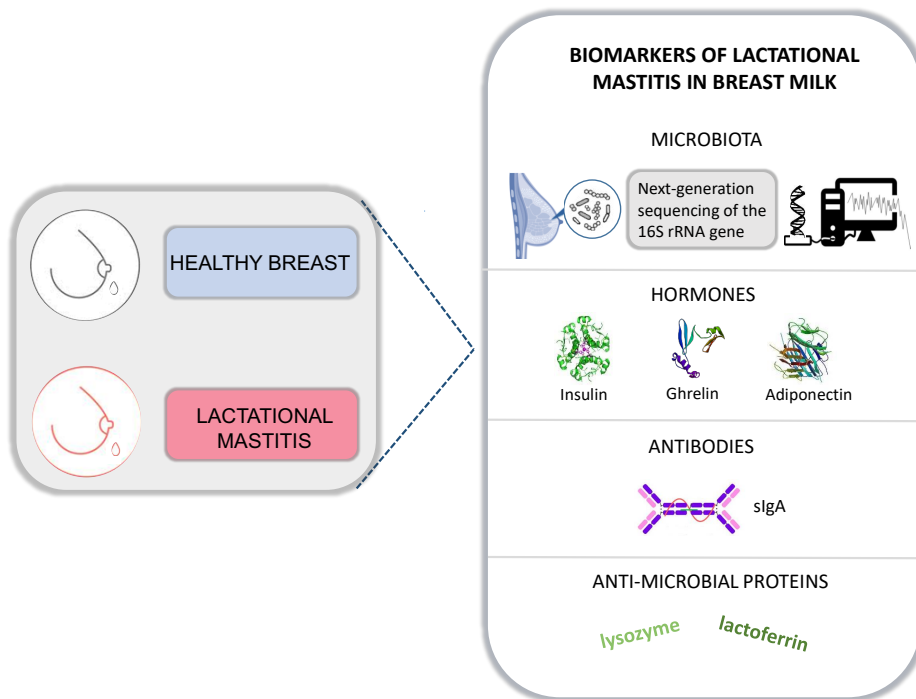 HEALTHY BREAST
LACTATIONAL
MASTITIS
BIOMARKERS OF LACTATIONAL
MASTITIS IN BREAST MILK
MICROBIOTA
Next-generation
sequencing of the
16S rRNA gene
HORMONES
Insulin
Ghrelin
Adiponectin
ANTIBODIES
sIgA
ANTI-MICROBIAL PROTEINS
lysozyme
lactoferrin